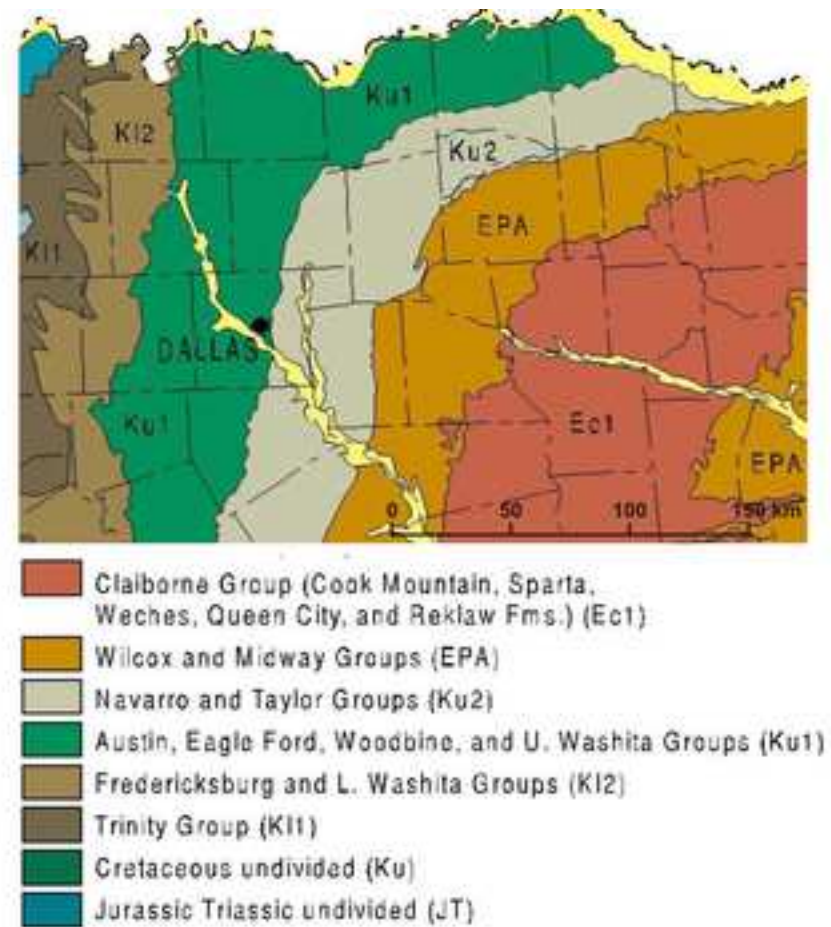 Ku1
Kl2
Ku2
EPA
Kl1
DALLAS
Ku1
Ec1
EPA
0 50 100 150 km
Claiborne Group (Cook Mountain, Sparta,
Weches, Queen City, and Reklaw Fms.) (Ec1)
Wilcox and Midway Groups (EPA)
Navarro and Taylor Groups (Ku2)
Austin, Eagle Ford, Woodbine, and U. Washita Groups (Ku1)
Fredericksburg and L. Washita Groups (Kl2)
Trinity Group (Kl1)
Cretaceous undivided (Ku)
Jurassic Triassic undivided (JT)